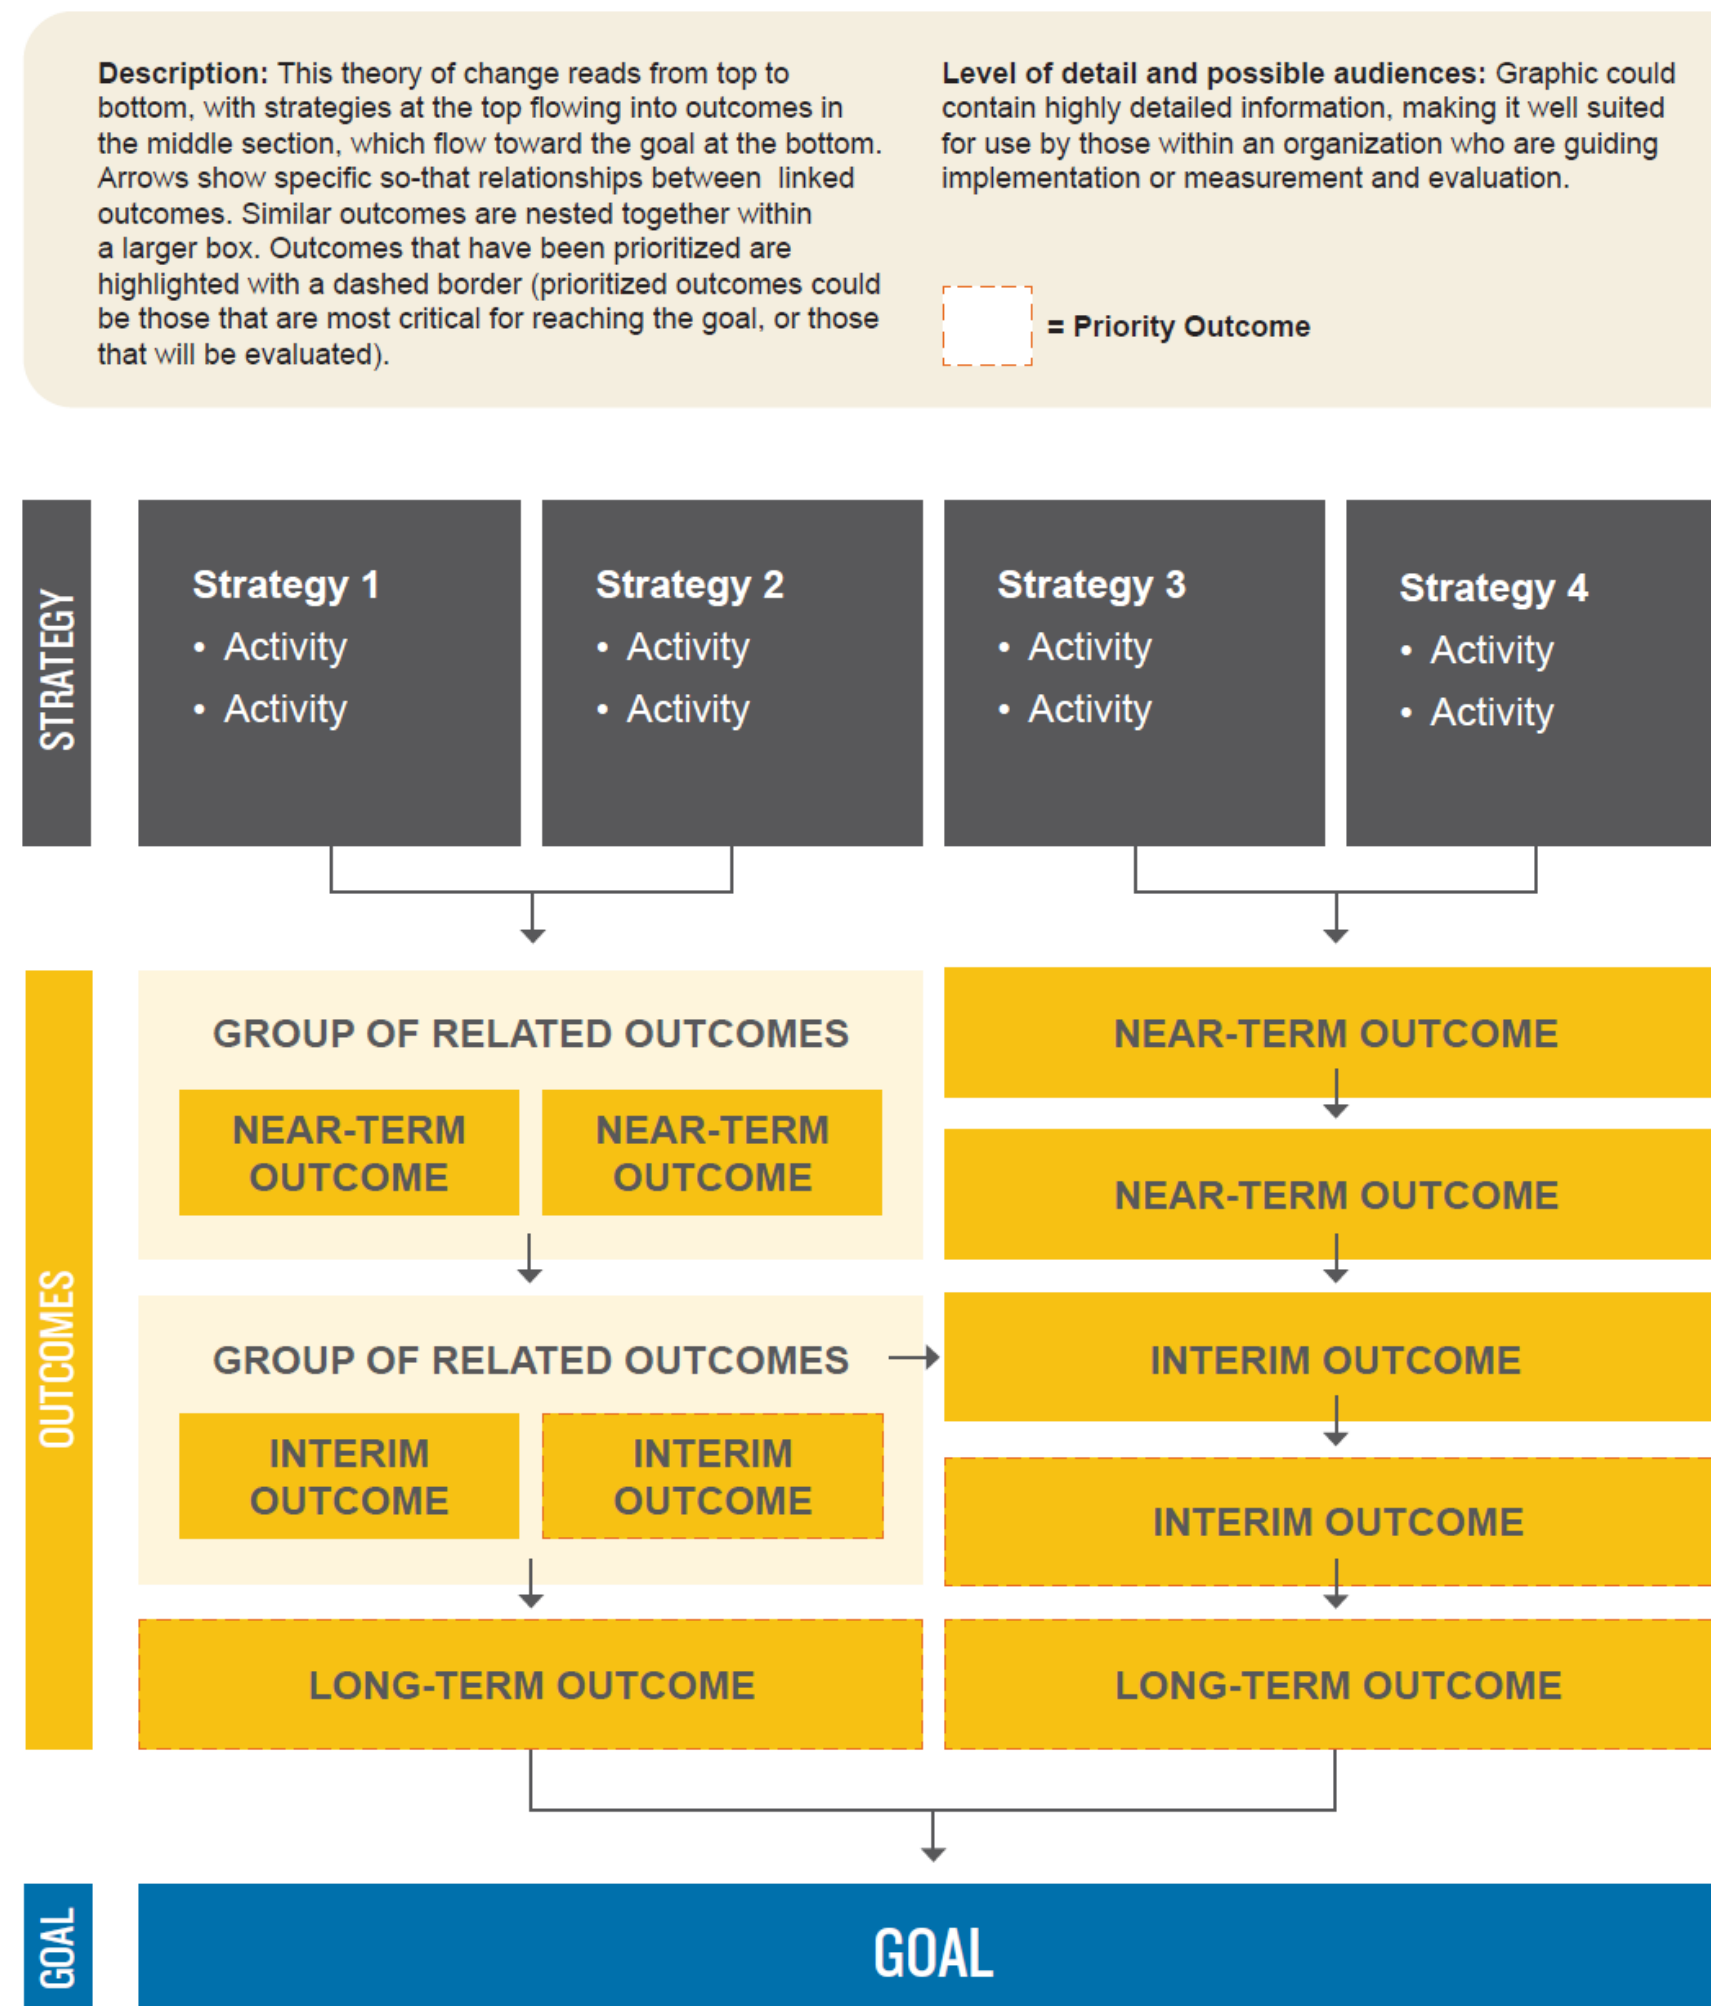 Description: This theory of change reads from top to
bottom, with strategies at the top flowing into outcomes in
the middle section, which flow toward the goal at the bottom.
Arrows show specific so-that relationships between linked
outcomes. Similar outcomes are nested together within
a larger box. Outcomes that have been prioritized are
highlighted with a dashed border (prioritized outcomes could
be those that are most critical for reaching the goal, or those
that will be evaluated).
Level of detail and possible audiences: Graphic could
contain highly detailed information, making it well suited
for use by those within an organization who are guiding
implementation or measurement and evaluation.
= Priority Outcome
STRATEGY
Strategy 1
• Activity
• Activity
Strategy 2
• Activity
• Activity
Strategy 3
• Activity
• Activity
Strategy 4
• Activity
• Activity
OUTCOMES
GROUP OF RELATED OUTCOMES
NEAR-TERM
OUTCOME
NEAR-TERM
OUTCOME
GROUP OF RELATED OUTCOMES
INTERIM
OUTCOME
INTERIM
OUTCOME
LONG-TERM OUTCOME
NEAR-TERM OUTCOME
NEAR-TERM OUTCOME
INTERIM OUTCOME
INTERIM OUTCOME
LONG-TERM OUTCOME
GOAL
GOAL